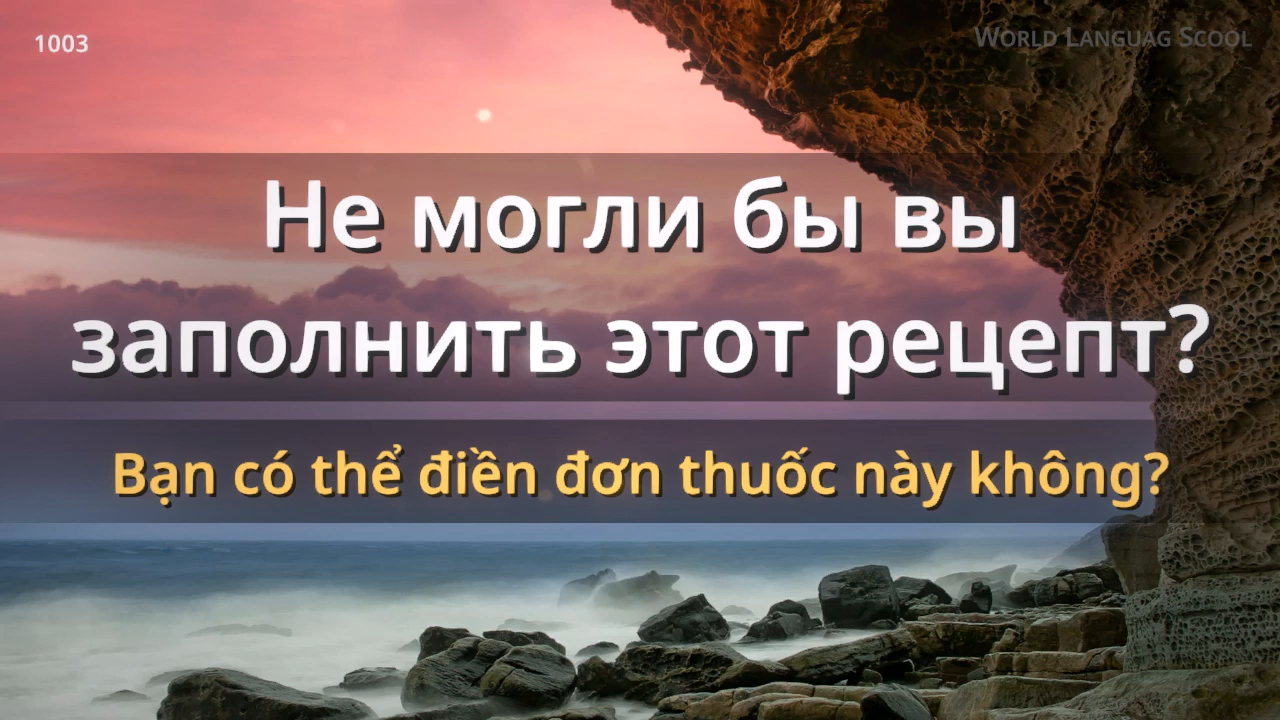 1003
World Languag Scool
Не могли бы вы
заполнить этот рецепт?
Bạn có thể điền đơn thuốc này không?